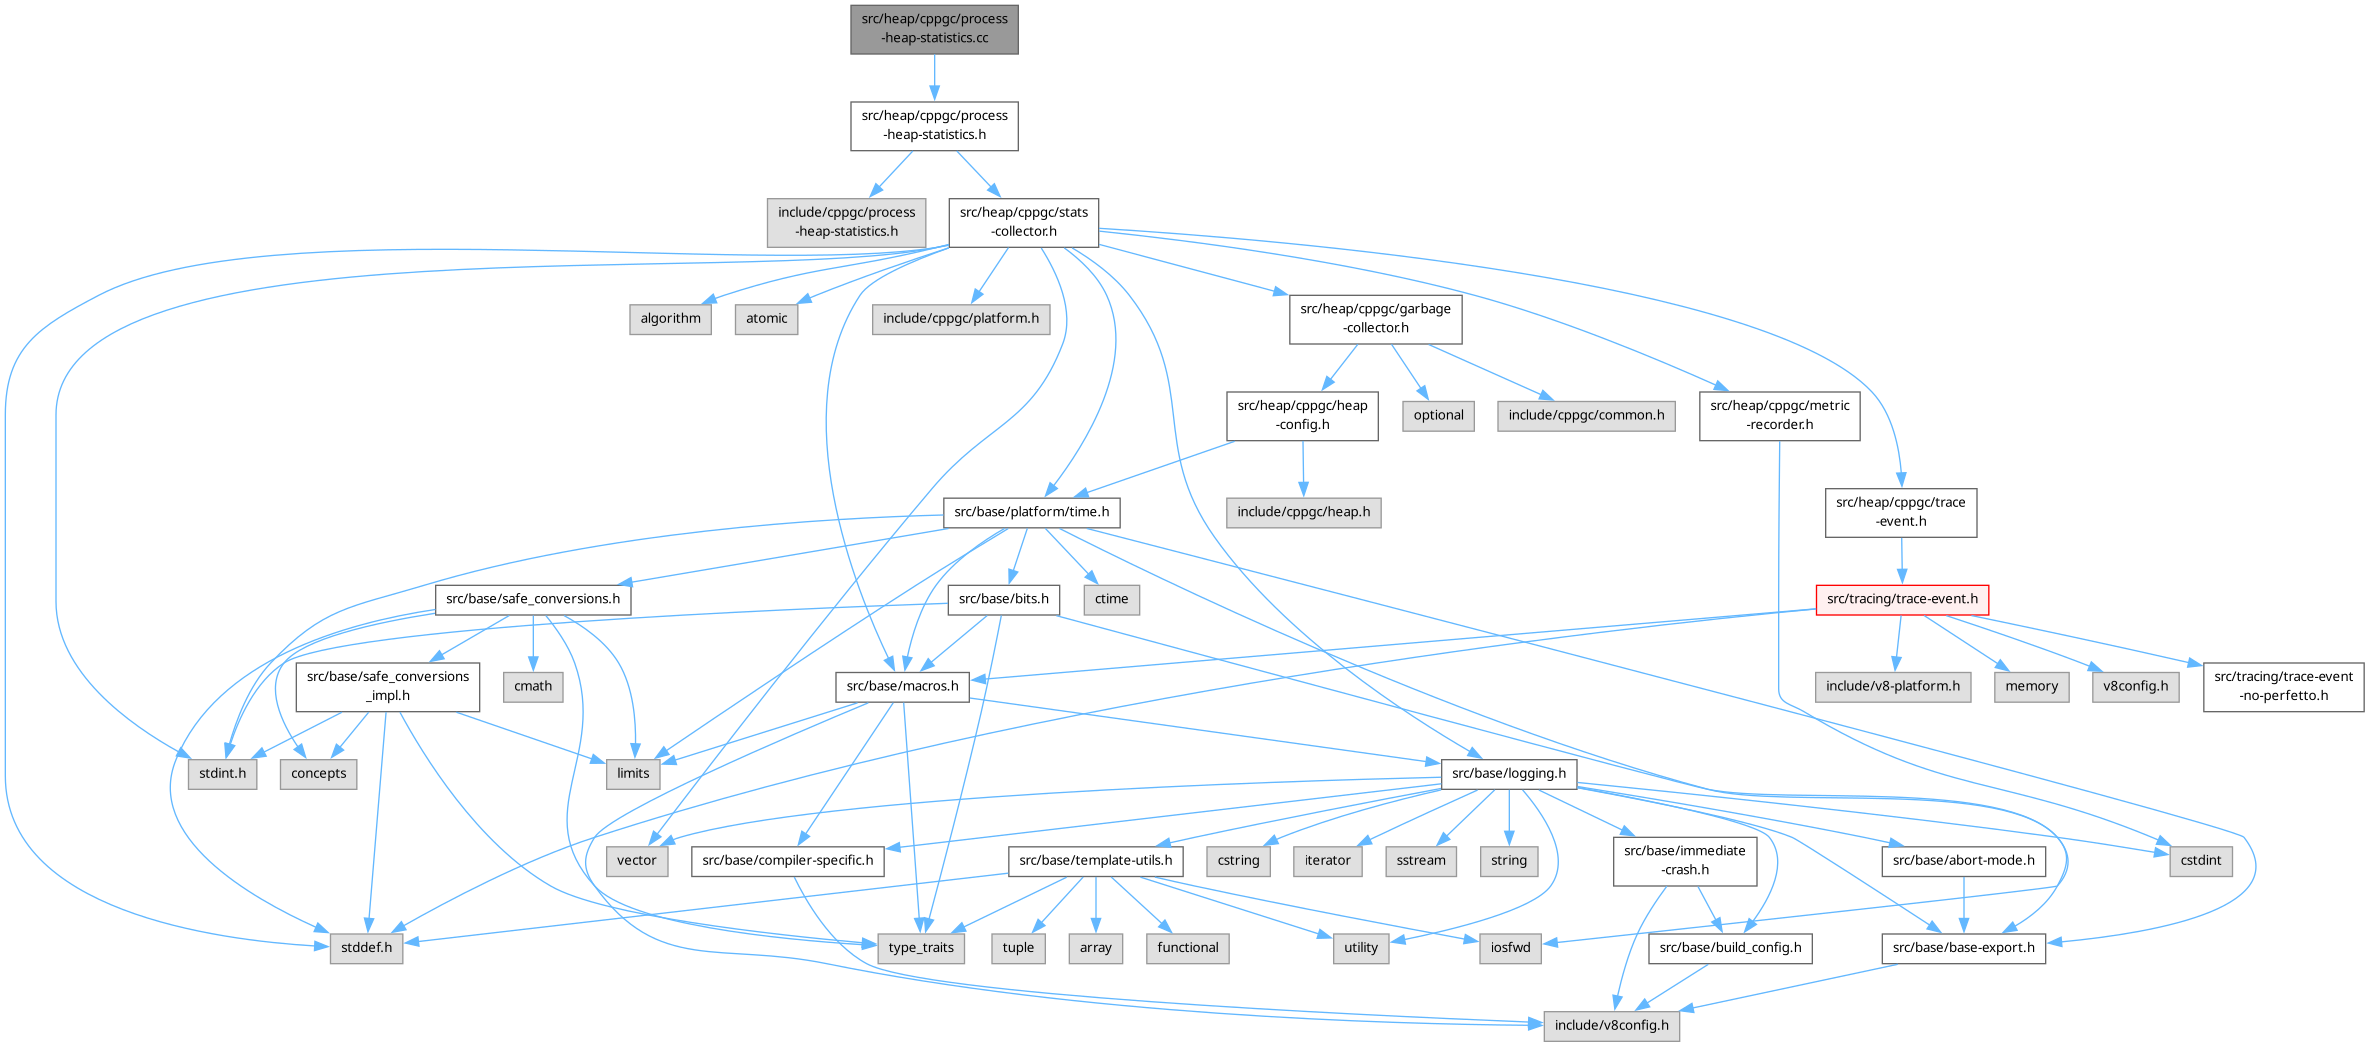 src/heap/cppgc/process
-heap-statistics.cc
src/heap/cppgc/process
-heap-statistics.h
include/cppgc/process
-heap-statistics.h
src/heap/cppgc/stats
-collector.h
algorithm
atomic
include/cppgc/platform.h
src/heap/cppgc/garbage
-collector.h
src/heap/cppgc/heap
-config.h
optional
include/cppgc/common.h
src/heap/cppgc/metric
-recorder.h
src/base/platform/time.h
include/cppgc/heap.h
src/heap/cppgc/trace
-event.h
src/base/safe_conversions.h
src/base/bits.h
ctime
src/tracing/trace-event.h
src/base/safe_conversions
_impl.h
cmath
src/base/macros.h
include/v8-platform.h
memory
v8config.h
src/tracing/trace-event
-no-perfetto.h
stdint.h
concepts
limits
src/base/logging.h
vector
src/base/compiler-specific.h
src/base/template-utils.h
cstring
iterator
sstream
string
src/base/immediate
-crash.h
src/base/abort-mode.h
cstdint
stddef.h
type_traits
tuple
array
functional
utility
iosfwd
src/base/build_config.h
src/base/base-export.h
include/v8config.h